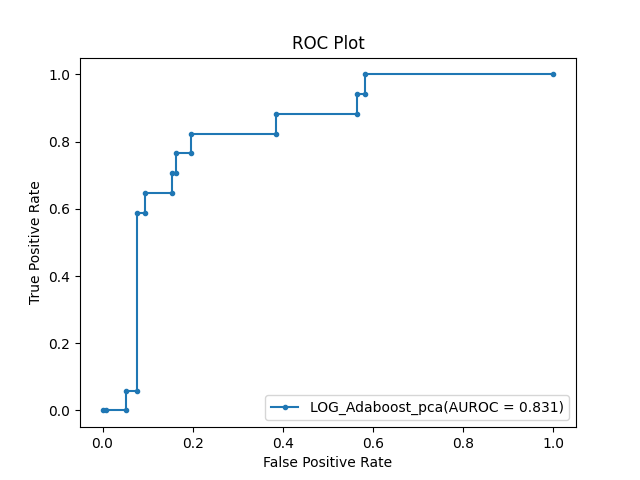 ROC Plot
1.0
0.8
0.6
0.4
0.2
0.0
True Positive Rate
LOG_Adaboost_pca(AUROC = 0.831)
0.0 0.2 0.4 0.6 0.8 1.0
False Positive Rate